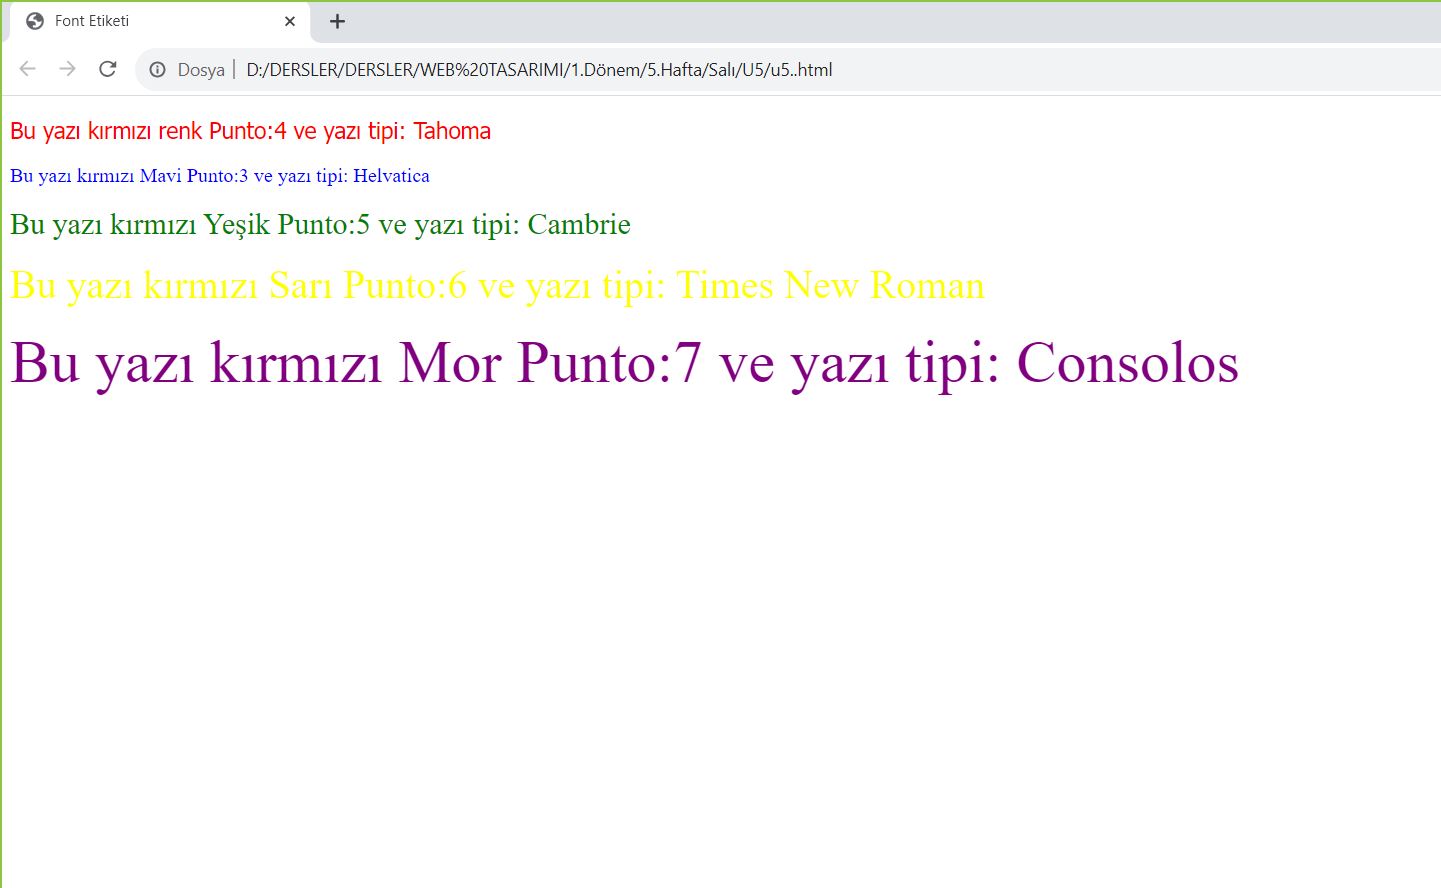 Font Etiketi
Dosya | D:/DERSLER/DERSLER/WEB%20TASARIMI/1.Dönem/5.Hafta/Salı/U5/u5..html
Bu yazı kırmızı renk Punto:4 ve yazı tipi: Tahoma
Bu yazı kırmızı Mavi Punto:3 ve yazı tipi: Helvatica
Bu yazı kırmızı Yeşik Punto:5 ve yazı tipi: Cambrie
Bu yazı kırmızı Sarı Punto:6 ve yazı tipi: Times New Roman
Bu yazı kırmızı Mor Punto:7 ve yazı tipi: Consolos